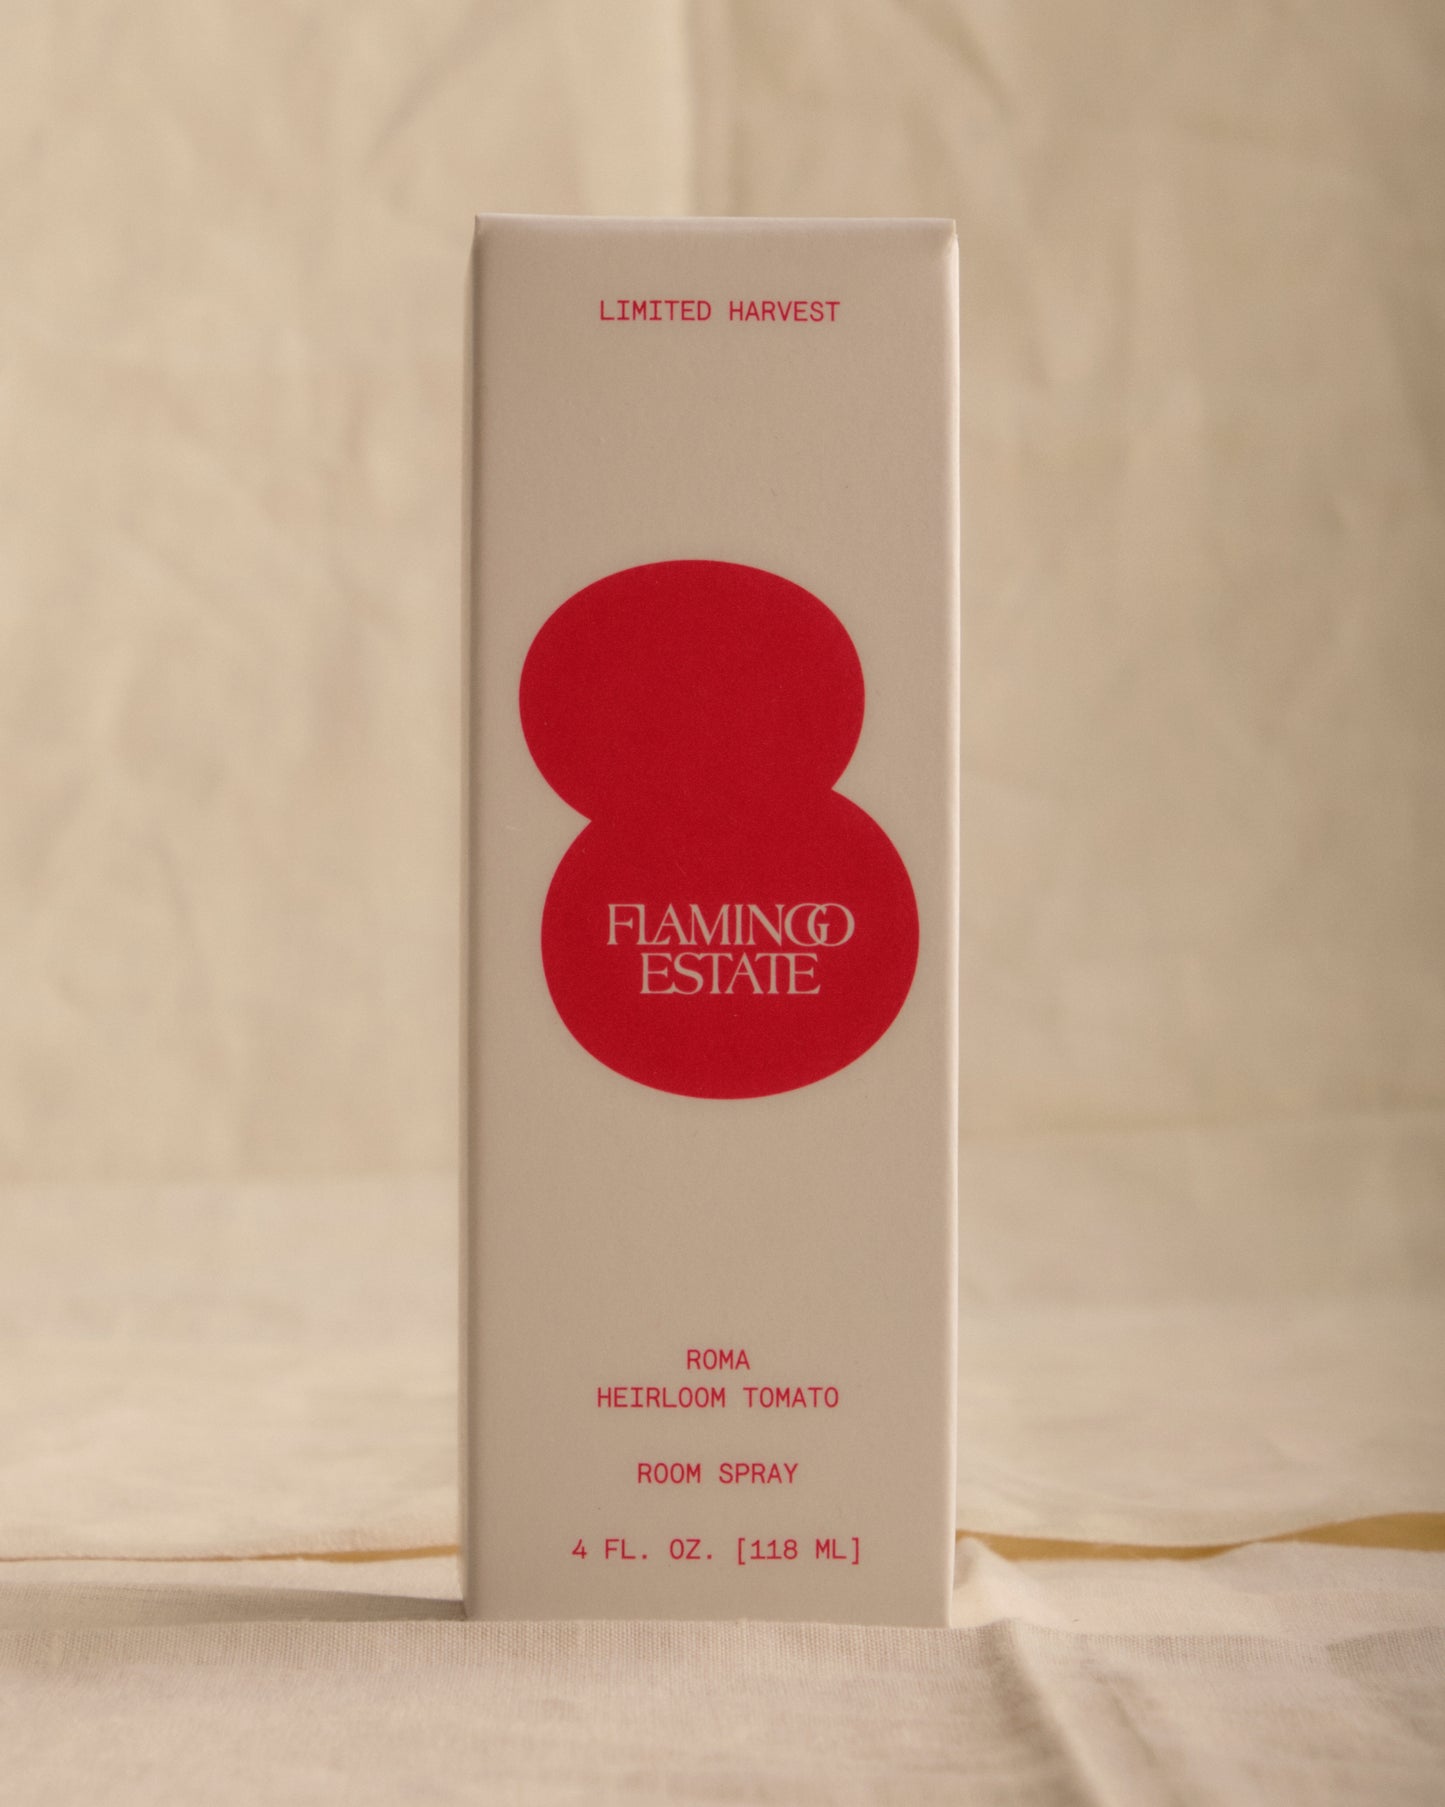 LIMITED HARVEST
FLAMINGO
ESTATE
ROMA
HEIRLOOM TOMATO
ROOM SPRAY
4 FL. OZ. [118 ML]